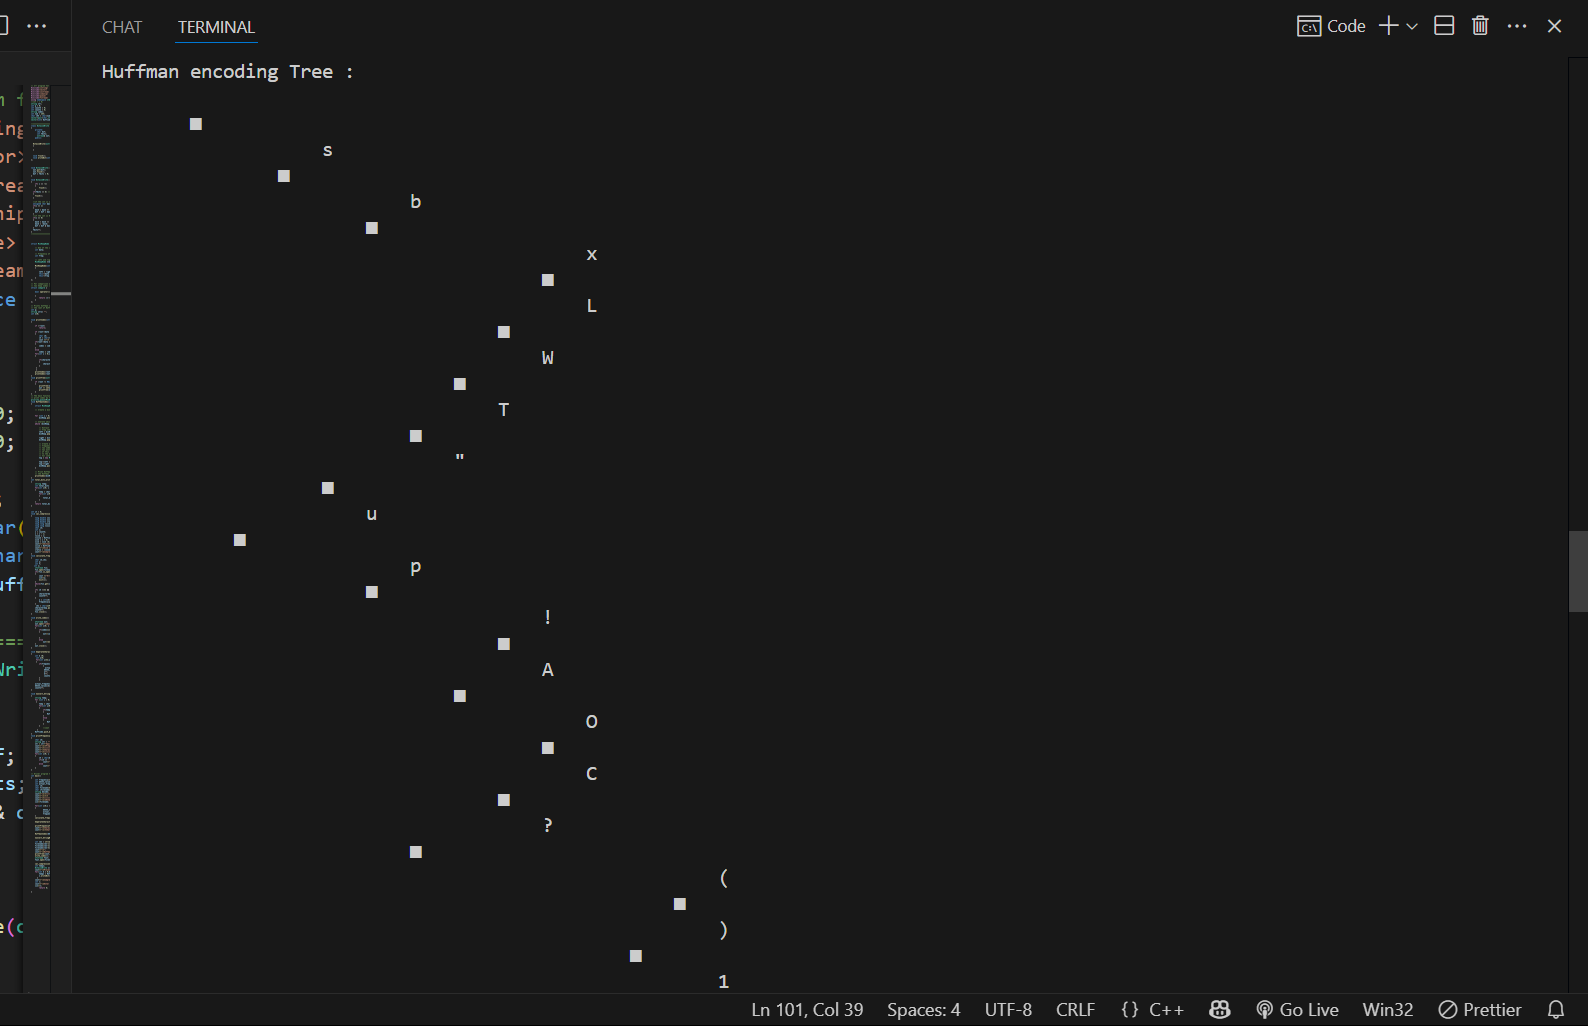 CHAT TERMINAL Code
Huffman encoding Tree :
■
s
■
b
■
x
■
L
■
W
■
T
■
"
■
u
■
p
■
!
■
A
■
O
■
C
■
?
■
(
■
)
■
1
Ln 101, Col 39 Spaces: 4 UTF-8 CRLF {} C++ Go Live Win32 Prettier